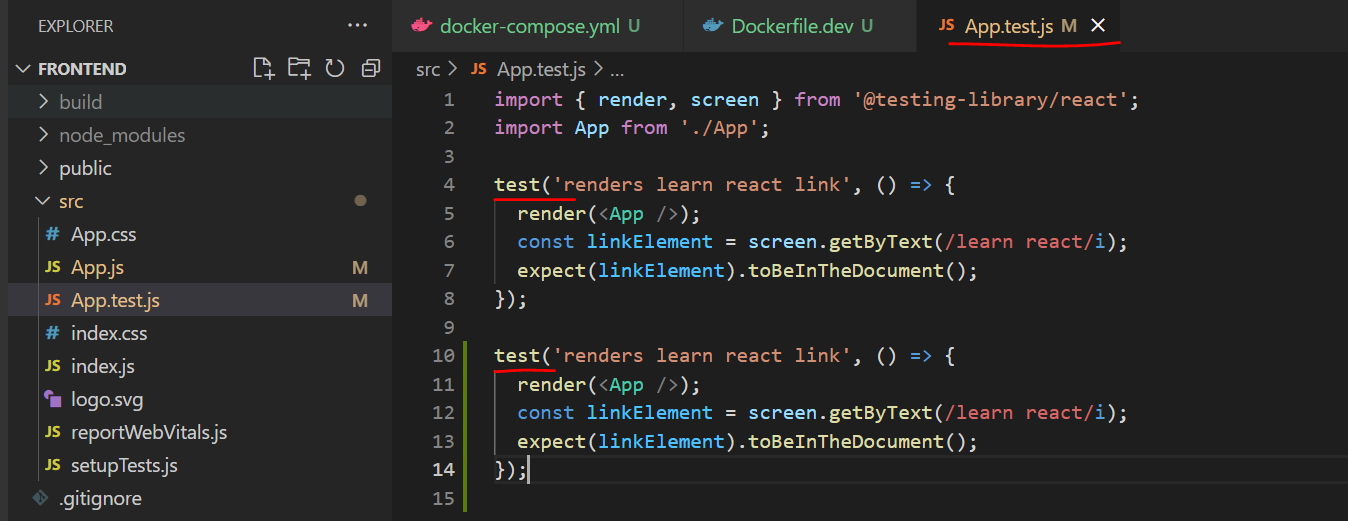 EXPLORER ...
FRONTEND
build
node_modules
public
src
# App.css
JS App.js M
JS App.test.js M
# index.css
JS index.js
logo.svg
JS reportWebVitals.js
JS setupTests.js
.gitignore
docker-compose.yml U
Dockerfile.dev U
JS App.test.js M ×
src > JS App.test.js > ...
1 import { render, screen } from '@testing-library/react';
2 import App from './App';
3
4 test('renders learn react link', () => {
5   render(<App />);
6   const linkElement = screen.getByText(/learn react/i);
7   expect(linkElement).toBeInTheDocument();
8 });
9
10 test('renders learn react link', () => {
11   render(<App />);
12   const linkElement = screen.getByText(/learn react/i);
13   expect(linkElement).toBeInTheDocument();
14 });
15